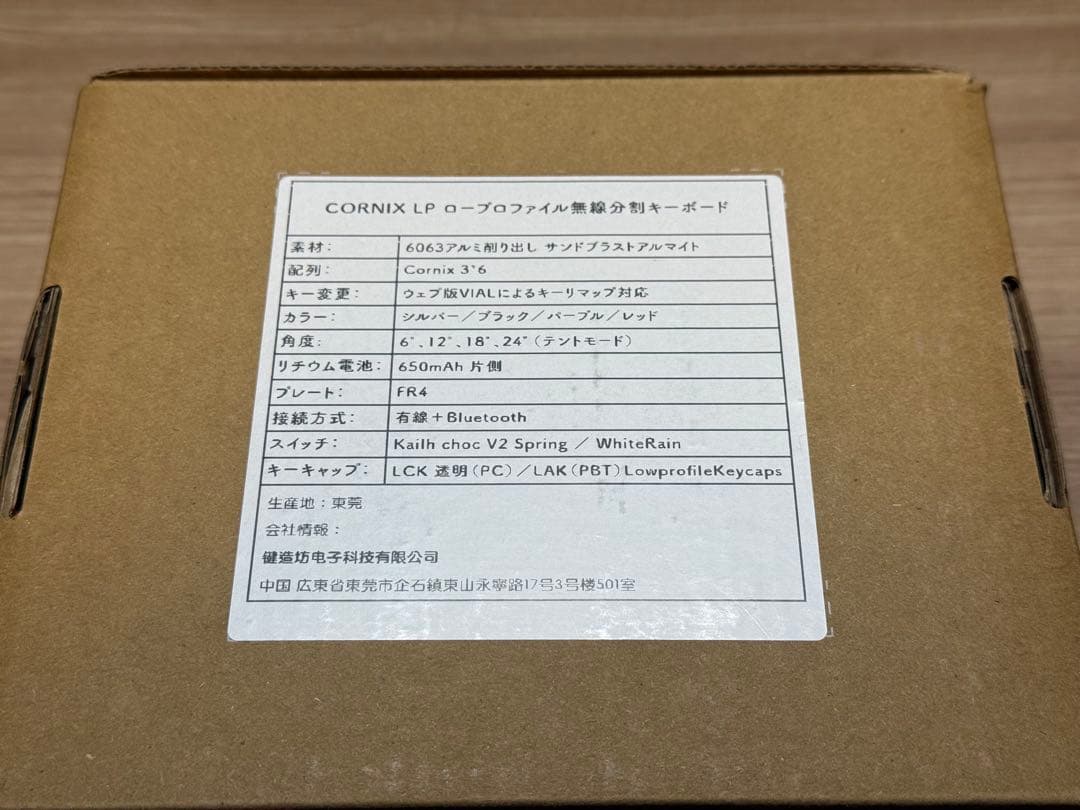 CORNIX LP ロープロファイル無線分割キーボード
素材： 6063アルミ削り出し サンドブラストアルマイト
配列： Cornix 3*6
キー変更： ウェブ版VIALによるキーリマップ対応
カラー： シルバー／ブラック／パープル／レッド
角度： 6°、12°、18°、24°（テントモード）
リチウム電池： 650mAh 片側
プレート： FR4
接続方式： 有線＋Bluetooth
スイッチ： Kailh choc V2 Spring ／ WhiteRain
キーキャップ： LCK 透明（PC）／LAK（PBT）LowprofileKeycaps
生産地：東莞
会社情報：
键造坊电子科技有限公司
中国 広東省東莞市企石鎮東山永寧路17号3号楼501室